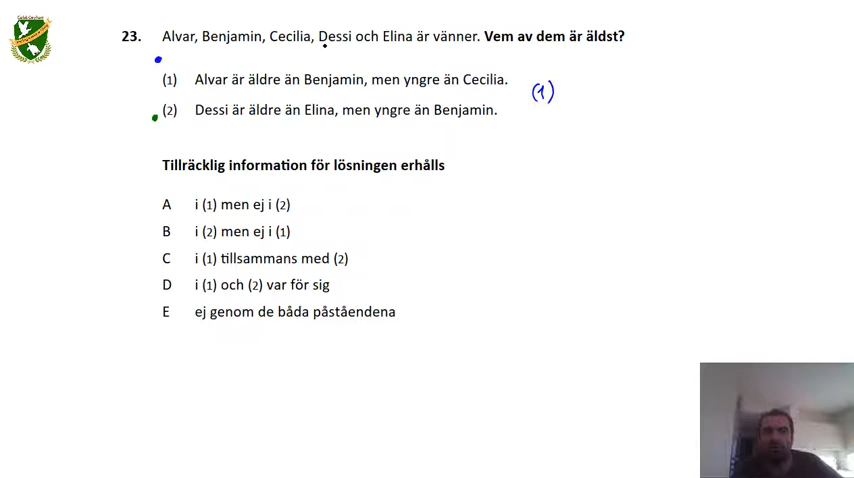 23. Alvar, Benjamin, Cecilia, Dessi och Elina är vänner. Vem av dem är äldst?
(1) Alvar är äldre än Benjamin, men yngre än Cecilia.
(1)
(2) Dessi är äldre än Elina, men yngre än Benjamin.
Tillräcklig information för lösningen erhålls
A i (1) men ej i (2)
B i (2) men ej i (1)
C i (1) tillsammans med (2)
D i (1) och (2) var för sig
E ej genom de båda påståendena